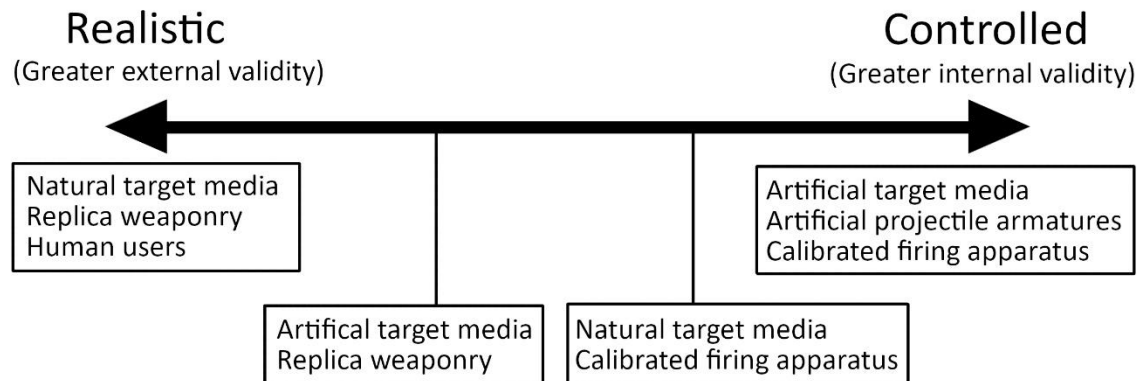 Realistic
(Greater external validity)
Controlled
(Greater internal validity)
Natural target media
Replica weaponry
Human users
Artifical target media
Replica weaponry
Natural target media
Calibrated firing apparatus
Artificial target media
Artificial projectile armatures
Calibrated firing apparatus